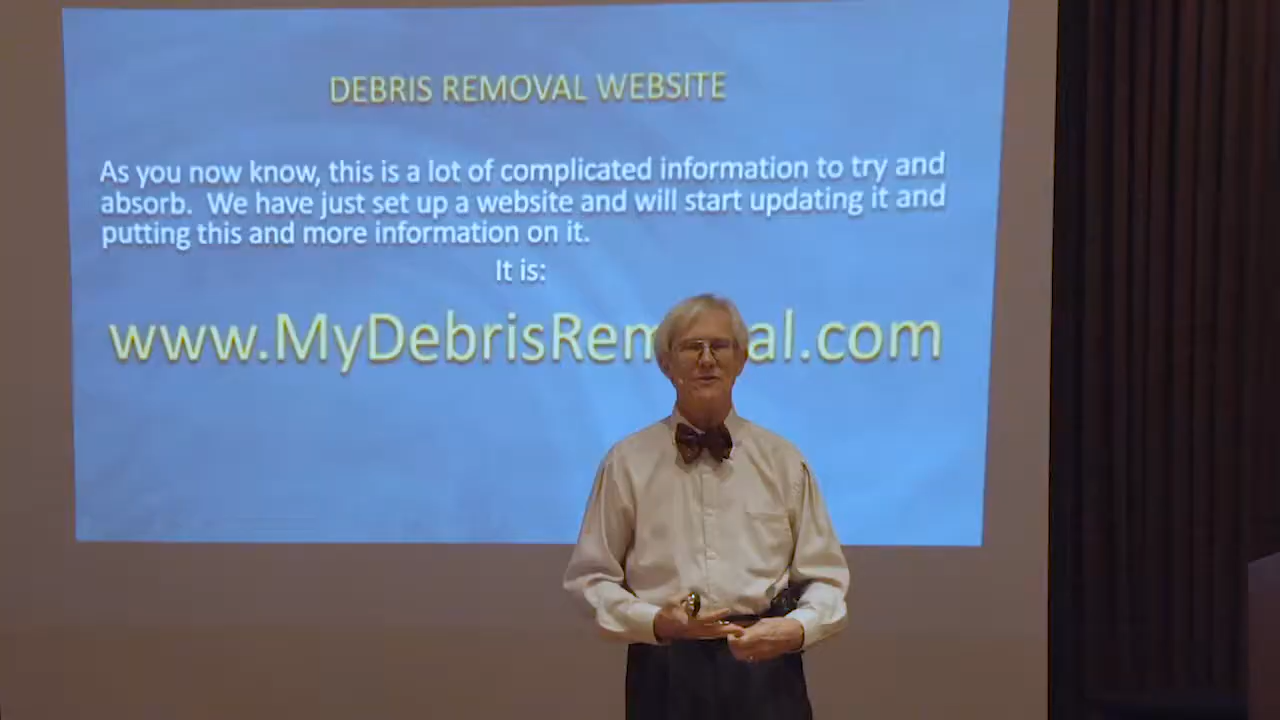 DEBRIS REMOVAL WEBSITE
As you now know, this is a lot of complicated information to try and
absorb. We have just set up a website and will start updating it and
putting this and more information on it.
It is:
www.MyDebrisRem al.com